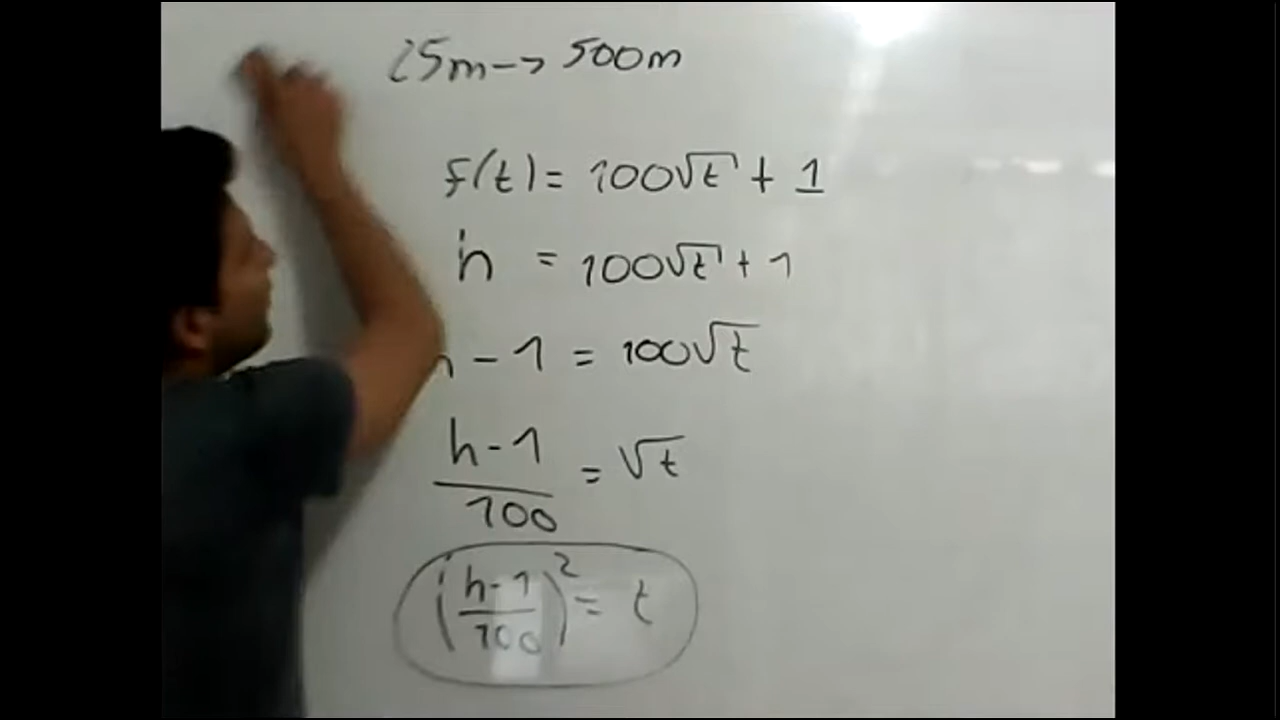 25m → 500m
f(t) = 100√t + 1
h = 100√t + 1
h - 1 = 100√t
(h-1)/100 = √t
((h-1)/100)² = t